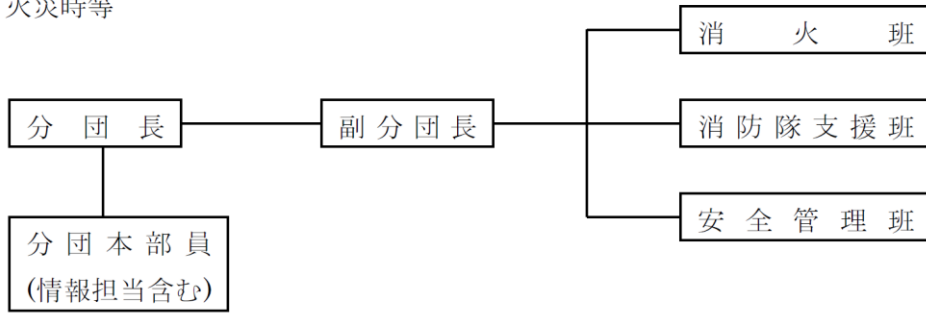 火災時等
消火班
分団長
副分団長
消防隊支援班
安全管理班
分団本部員
(情報担当含む)